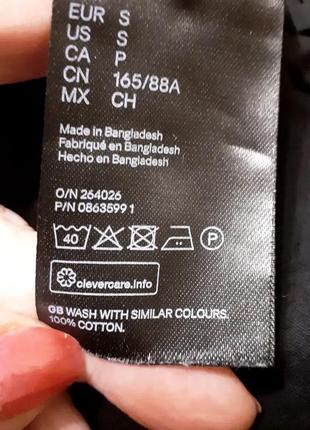 EUR S
US S
CA P
CN 165/88A
MX CH
Made in Bangladesh
Fabriqué en Bangladesh
Hecho en Bangladesh
O/N 264026
P/N 0863599 1
40 P
clevercare.info
GB WASH WITH SIMILAR COLOURS.
100% COTTON.